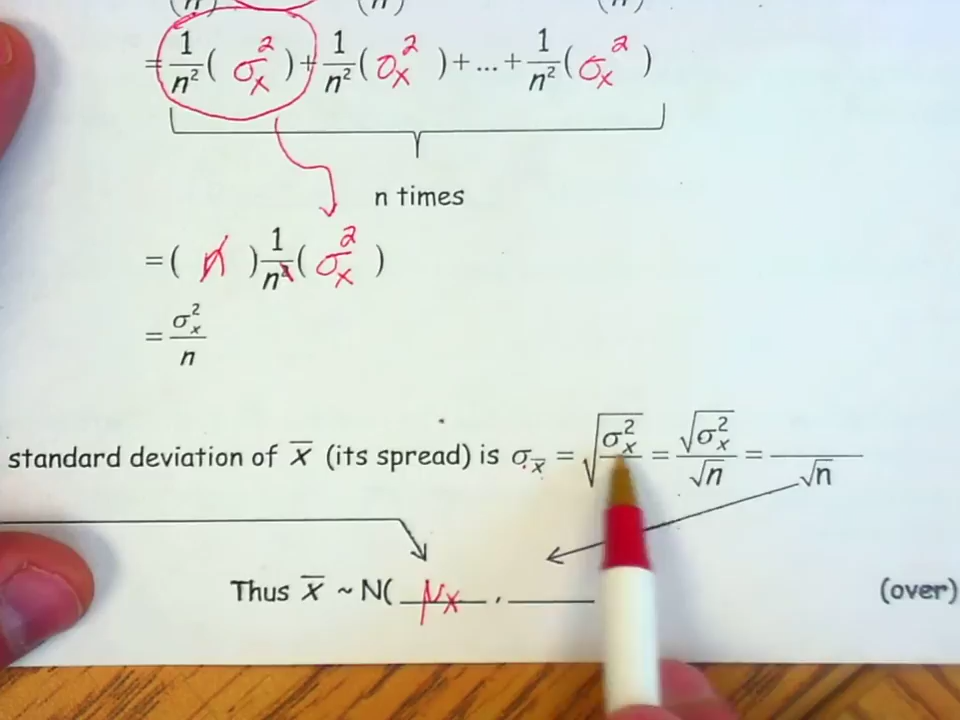 = 1/n² ( σₓ² ) + 1/n² ( σₓ² ) + ... + 1/n² ( σₓ² )
n times
= ( n ) 1/n² ( σₓ² )
= σₓ²/n
standard deviation of x̅ (its spread) is σ_x̅ = √(σₓ²/ = √σₓ²/√n = ____/√n
Thus x̅ ~ N( μₓ , ____
(over)